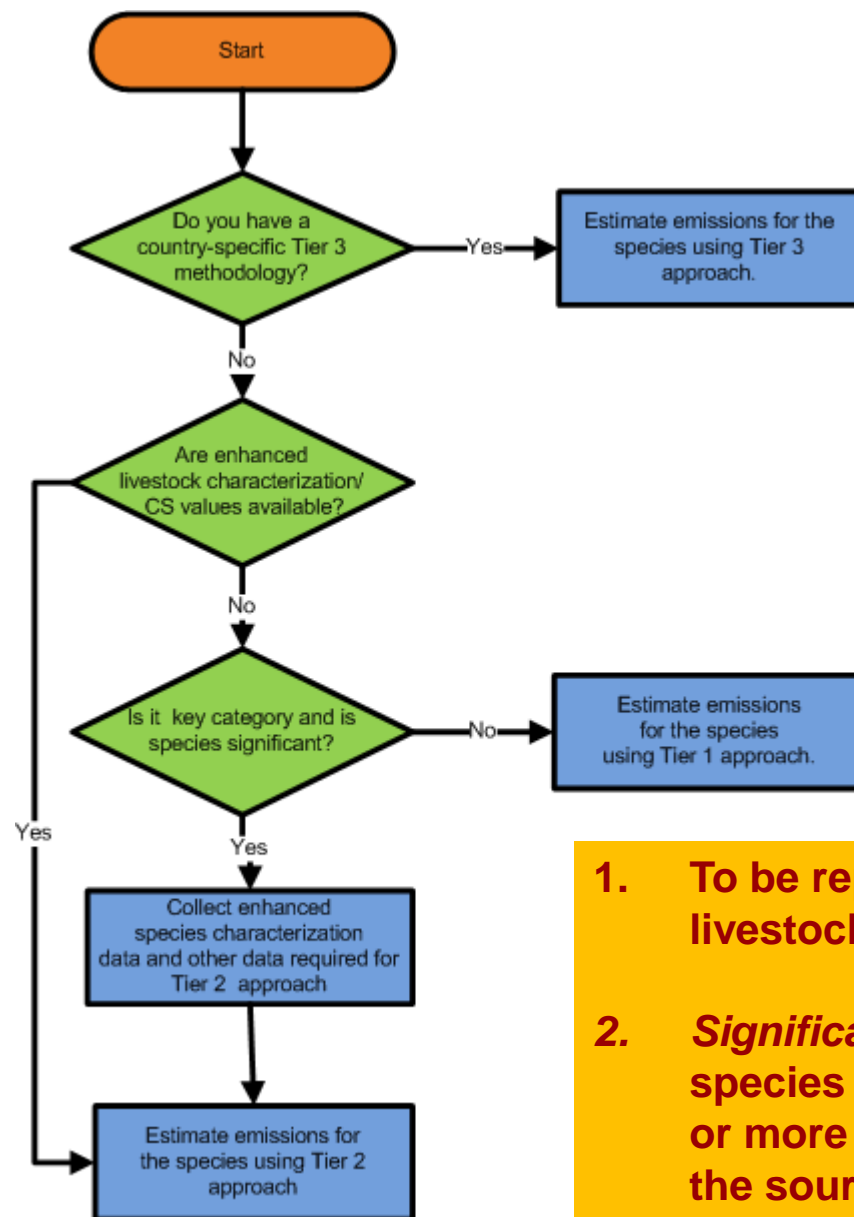 Start
Do you have a
country-specific Tier 3
methodology?
Yes
Estimate emissions for the
species using Tier 3
approach.
No
Are enhanced
livestock characterization/
CS values available?
No
Is it key category and is
species significant?
No
Estimate emissions
for the species
using Tier 1 approach.
Yes
Yes
Collect enhanced
species characterization
data and other data required for
Tier 2 approach
Estimate emissions for
the species using Tier 2
approach
1. To be
livestock
2.
species
or more
the